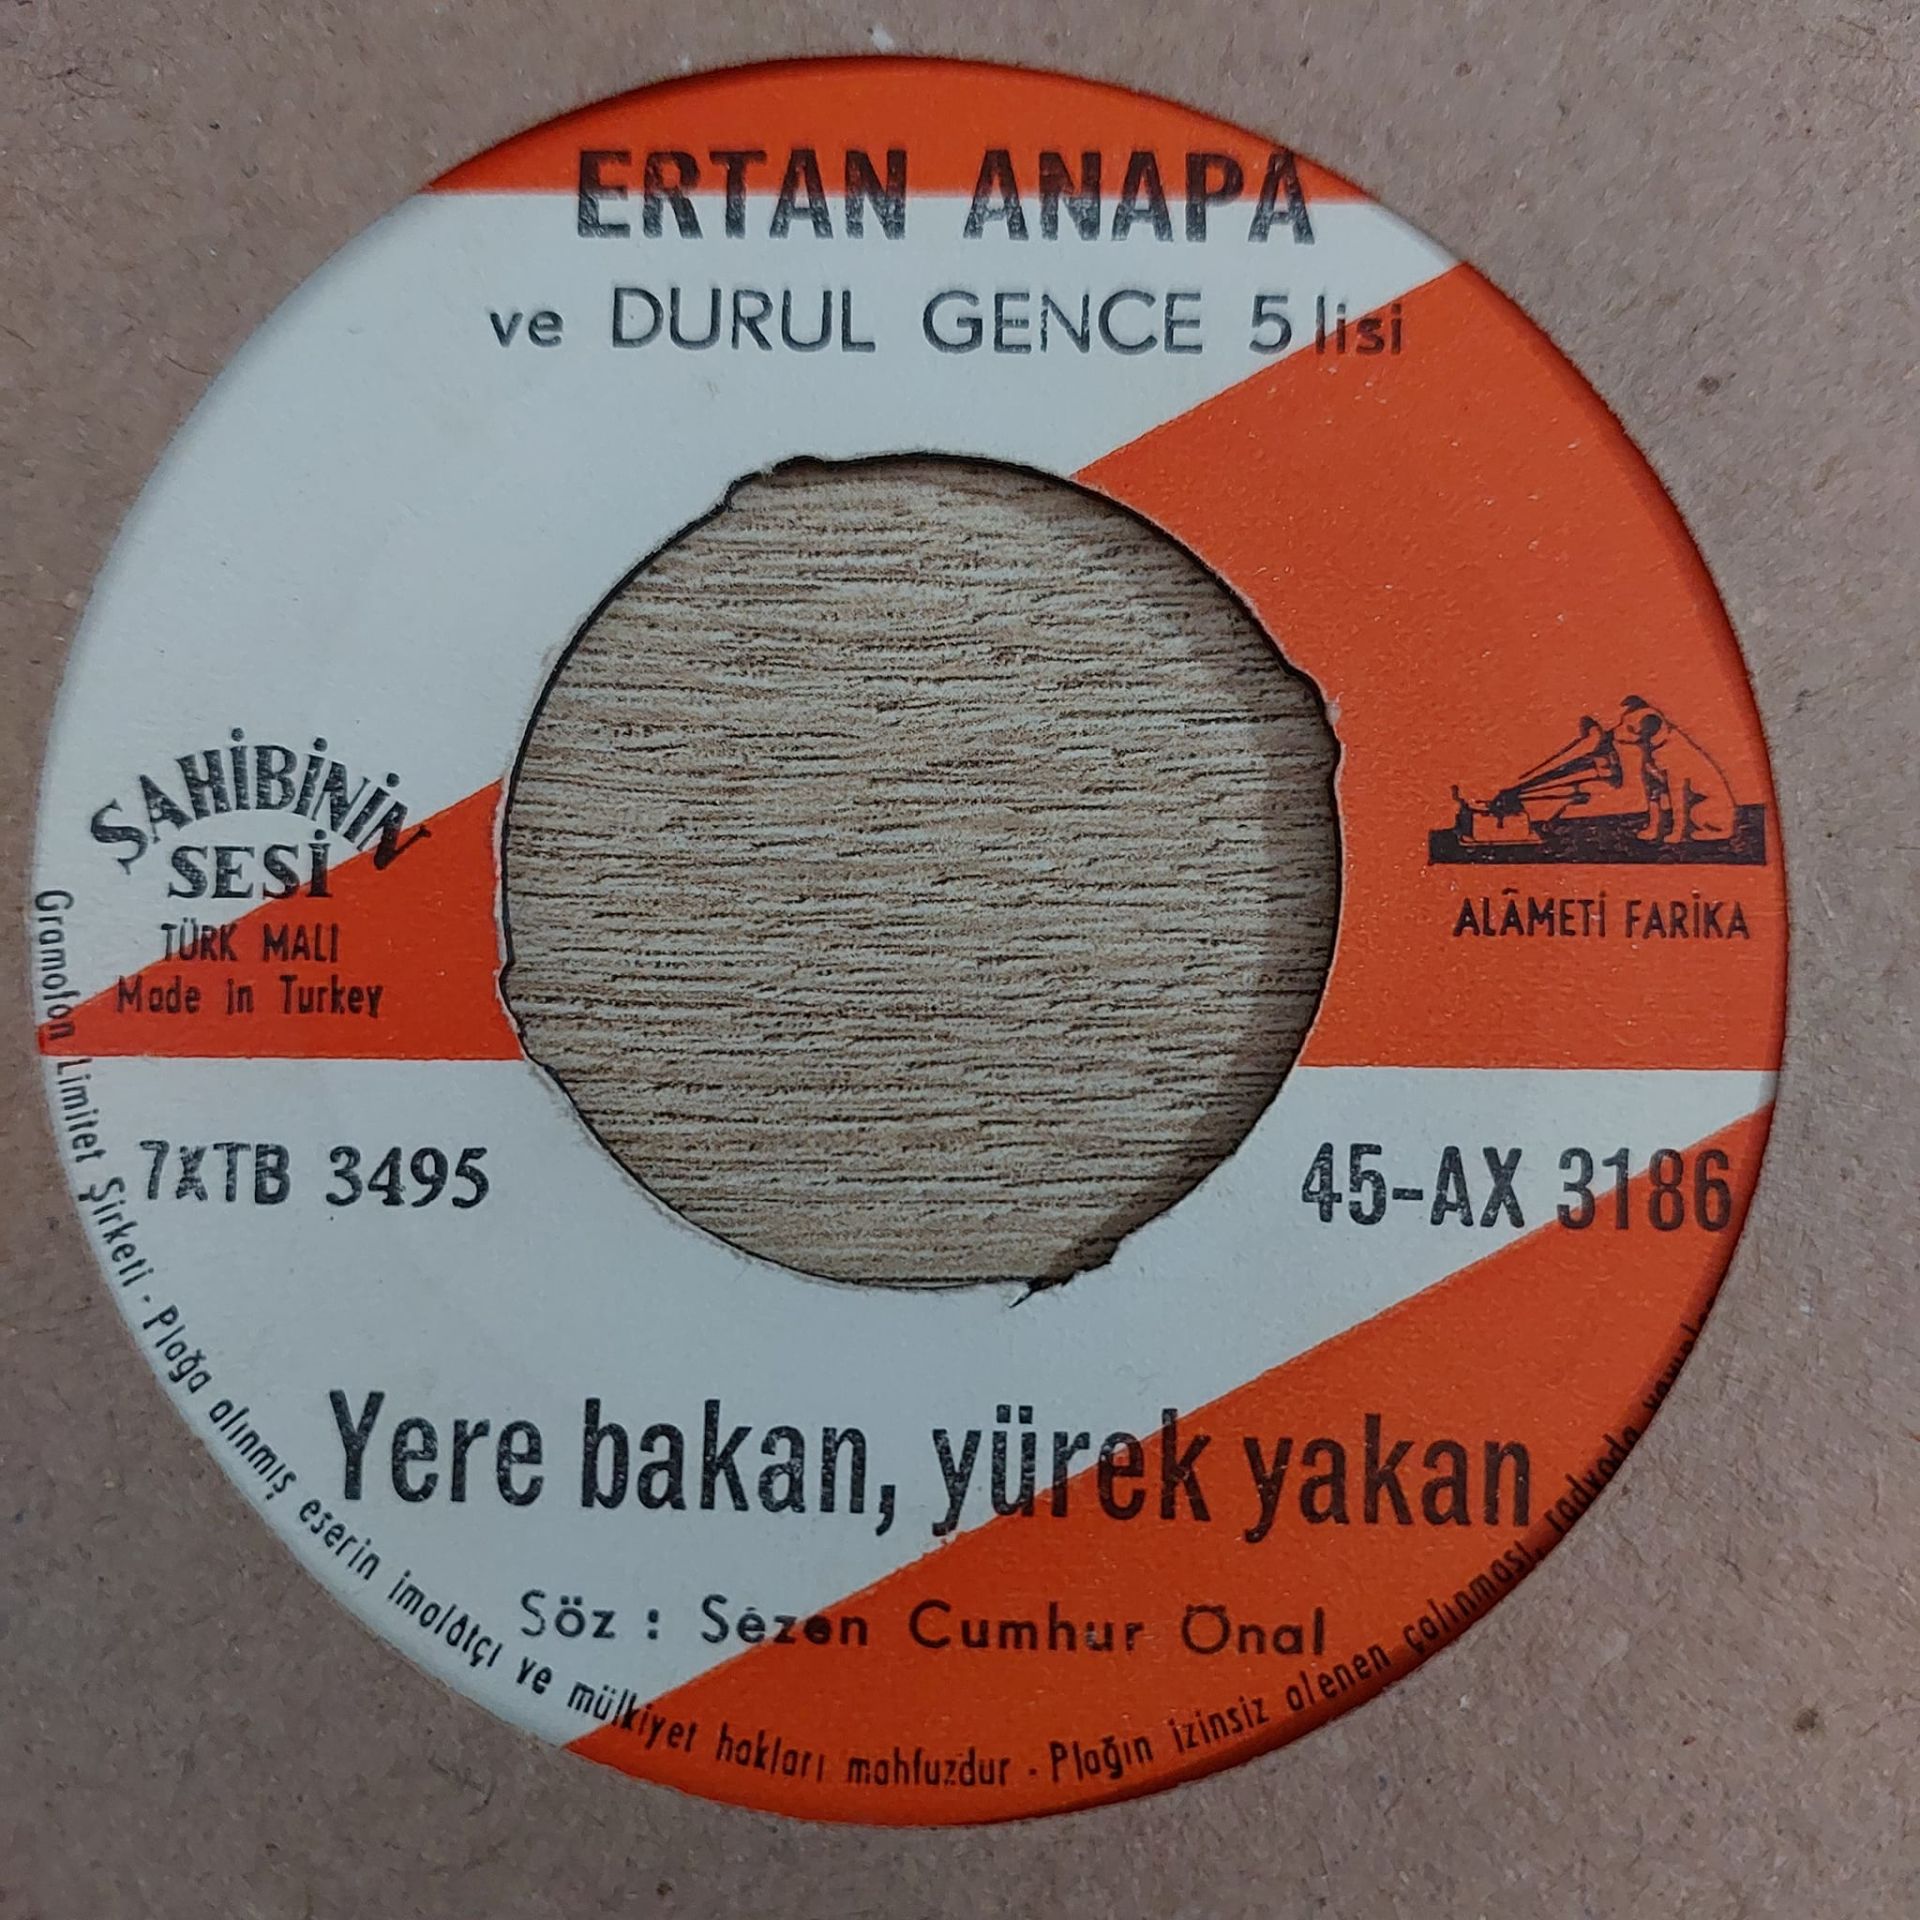 ERTAN ANAPA
ve DURUL GENCE 5 lisi
ŞAHİBİNİN
SESİ
TÜRK MALI
Made in Turkey
ALÂMETİ FARİKA
7XTB 3495
45-AX 3186
Yere bakan, yürek yakan
Söz : Sezen Cumhur Önal
Gramofon Limitet Şirketi - Plağa alınmış eserin imalâtçı ve mülkiyet hakları mahfuzdur - Plağın izinsiz alenen çalınması, radyoda